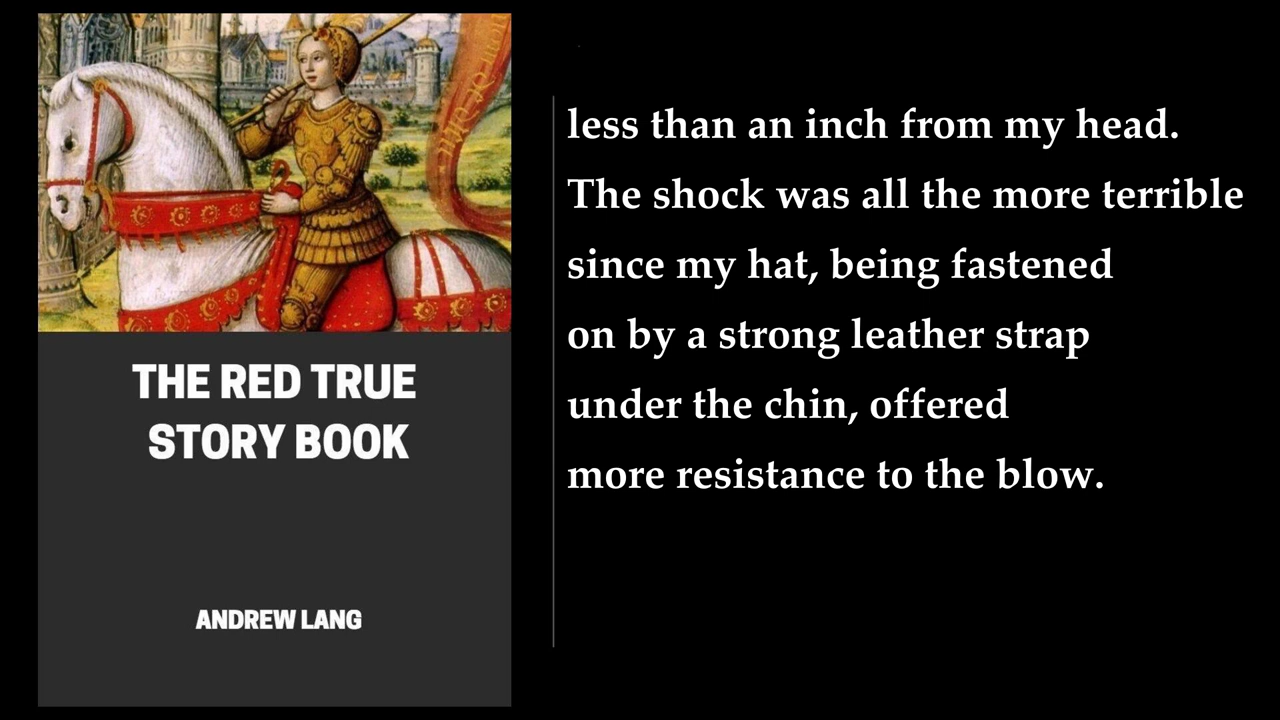 THE RED TRUE
STORY BOOK
ANDREW LANG
less than an inch from my head.
The shock was all the more terrible
since my hat, being fastened
on by a strong leather strap
under the chin, offered
more resistance to the blow.